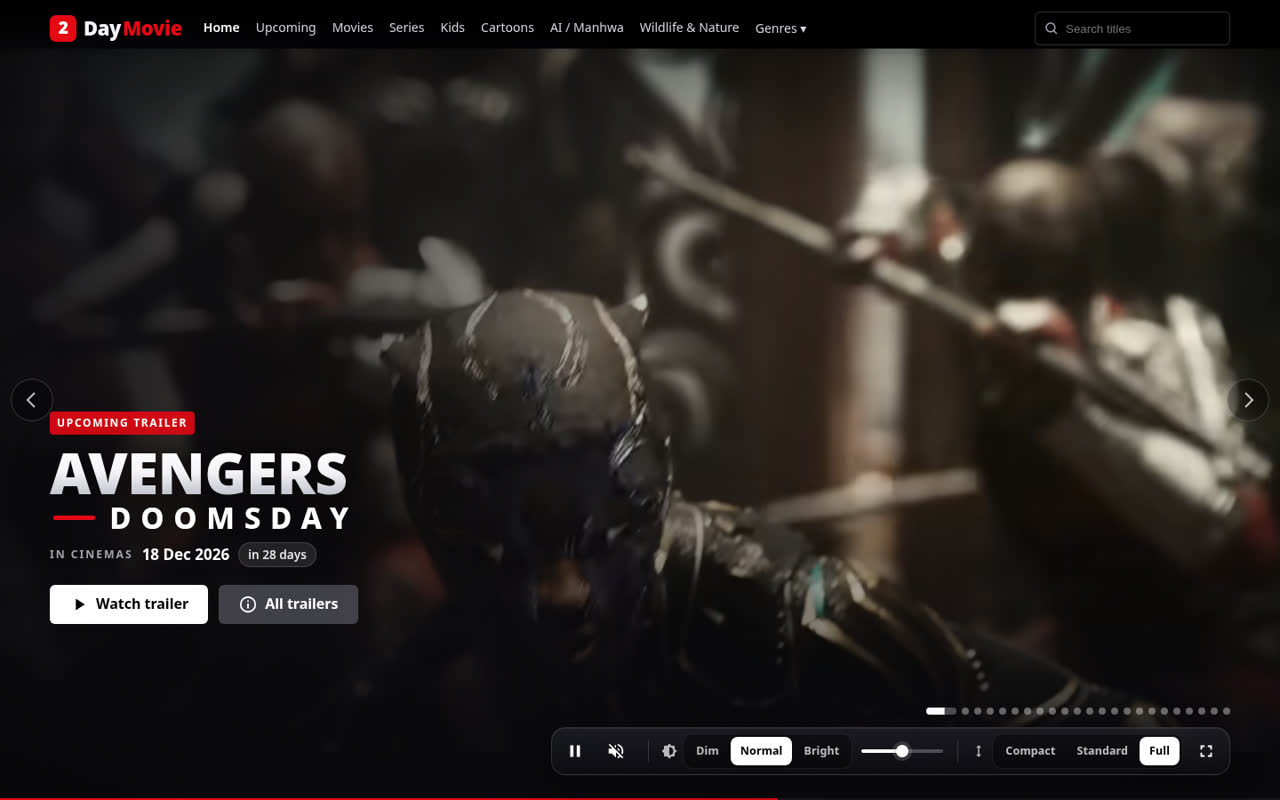 2 DayMovie Home Upcoming Movies Series Kids Cartoons AI / Manhwa Wildlife & Nature Genres ▾ Search titles
UPCOMING TRAILER
AVENGERS
DOOMSDAY
IN CINEMAS 18 Dec 2026 in 28 days
Watch trailer All trailers
Dim Normal Bright Compact Standard Full